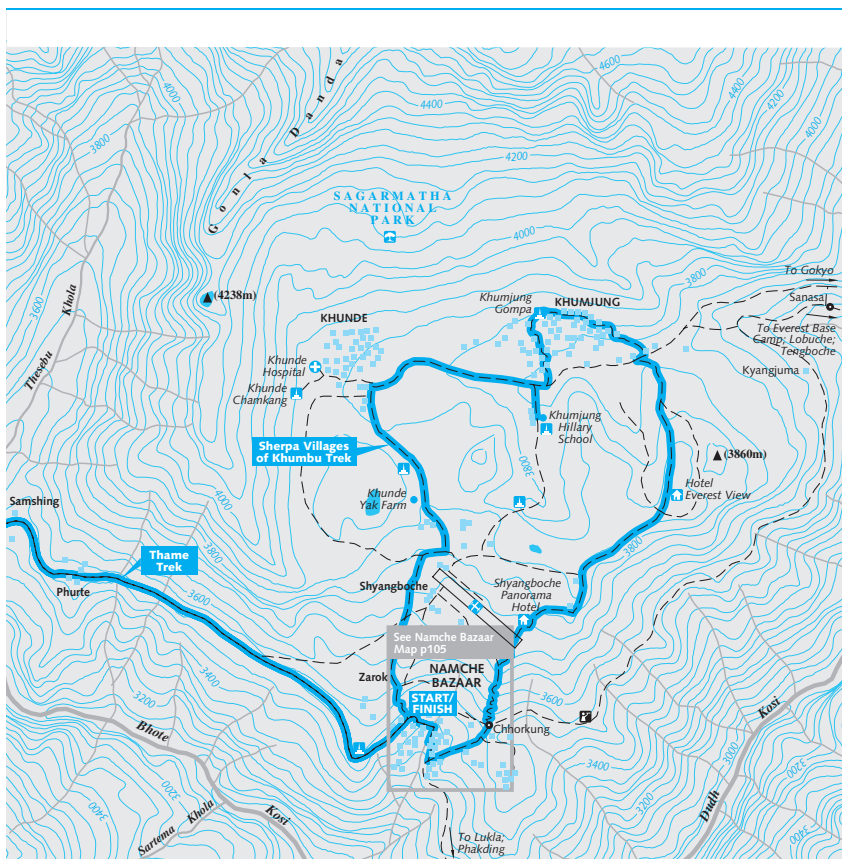 4600
4400
4200
4000
4000
3800
4400
4200
Gonla Danda
SAGARMATHA
NATIONAL
PARK
4000
3800
3600
Thesebu Khola
(4238m)
To Gokyo
Sanasa
To Everest Base
Camp; Lobuche;
Tengboche
Kyangjuma
KHUNDE
Khumjung
Gompa
KHUMJUNG
Khunde
Hospital
Khunde
Chamkang
Khumjung
Hillary
School
3800
(3860m)
Sherpa Villages
of Khumbu Trek
Khunde
Yak Farm
Hotel
Everest View
Samshing
4000
3800
3800
Thame
Trek
Phurte
3600
Shyangboche
Shyangboche
Panorama
Hotel
See Namche Bazaar
Map p105
NAMCHE
BAZAAR
Zarok
START/
FINISH
Chhorkung
3600
3400
3400
3200
3200
3000
3200
3000
3200
3400
Bhote Kosi
Sartema Khola
Dudh Kosi
To Lukla;
Phakding